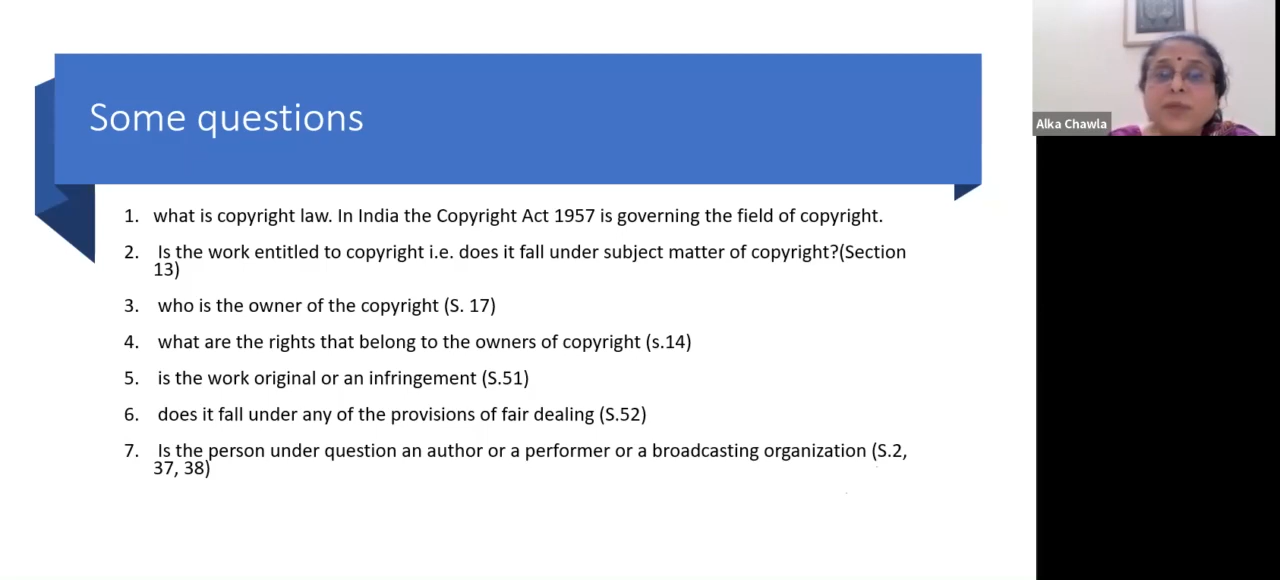 Some questions
1. what is copyright law. In India the Copyright Act 1957 is governing the field of copyright.
2. Is the work entitled to copyright i.e. does it fall under subject matter of copyright?(Section
13)
3. who is the owner of the copyright (S. 17)
4. what are the rights that belong to the owners of copyright (s.14)
5. is the work original or an infringement (S.51)
6. does it fall under any of the provisions of fair dealing (S.52)
7. Is the person under question an author or a performer or a broadcasting organization (S.2,
37, 38)
Alka Chawla